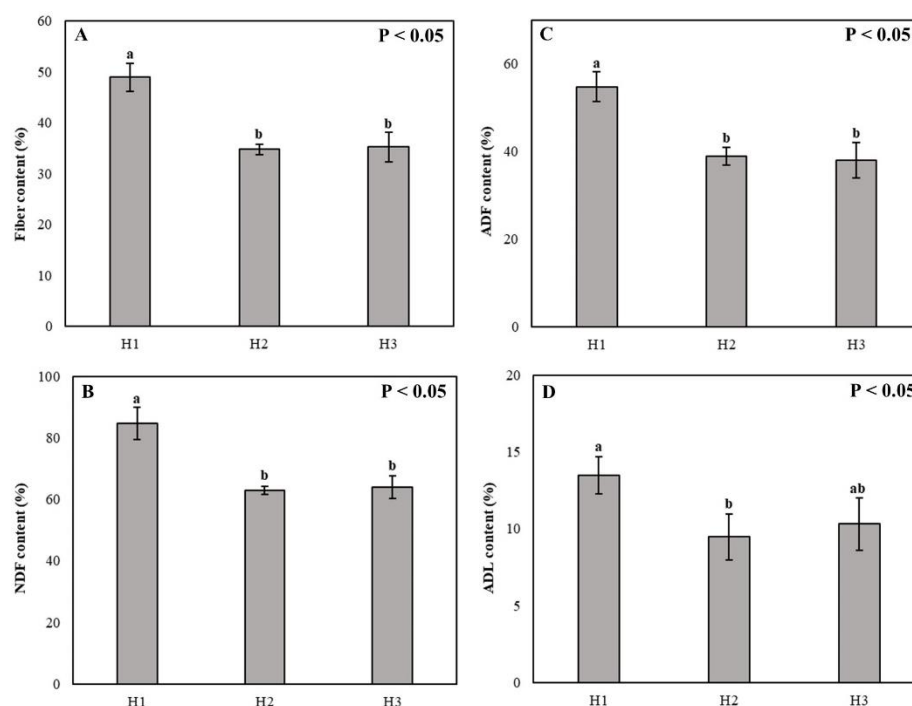 A
P < 0.05
Fiber content (%)
60
50
40
30
20
10
0
a
b
b
H1
H2
H3
C
P < 0.05
ADF content (%)
60
40
20
0
a
b
b
H1
H2
H3
B
P < 0.05
NDF content (%)
100
80
60
40
20
0
a
b
b
H1
H2
H3
D
P < 0.05
ADL content (%)
20
15
10
5
0
a
b
ab
H1
H2
H3